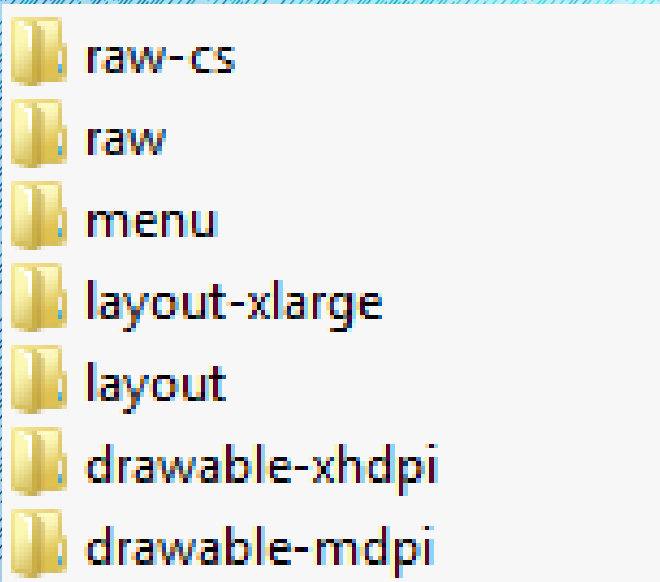 raw-cs
raw
menu
layout-xlarge
layout
drawable-xhdpi
drawable-mdpi